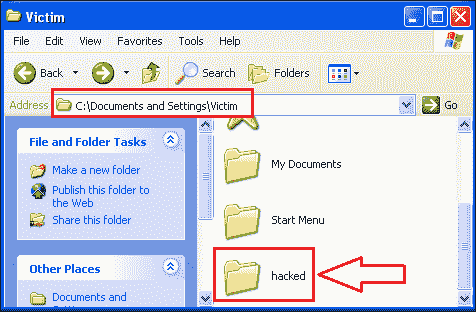 Victim
File Edit View Favorites Tools Help
Back Search Folders
Address C:\Documents and Settings\Victim Go
File and Folder Tasks
Make a new folder
Publish this folder to
the Web
Share this folder
Other Places
Documents and
My Documents
Start Menu
hacked